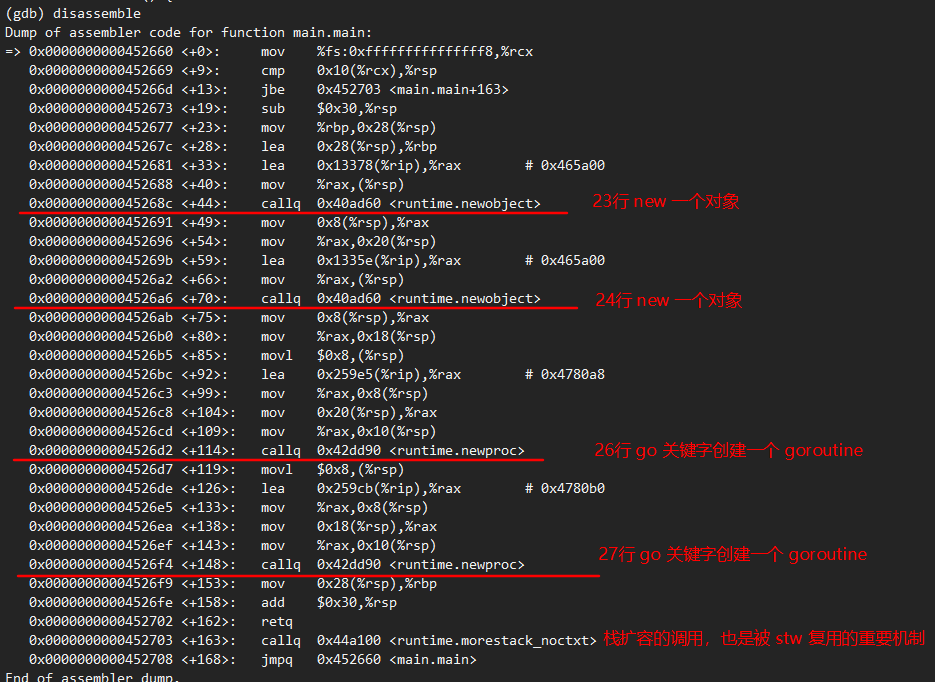 (gdb) disassemble
Dump of assembler code for function main.main:
=> 0x0000000000452660 <+0>: mov %fs:0xfffffffffffffff8,%rcx
0x0000000000452669 <+9>: cmp 0x10(%rcx),%rsp
0x000000000045266d <+13>: jbe 0x452703 <main.main+163>
0x0000000000452673 <+19>: sub $0x30,%rsp
0x0000000000452677 <+23>: mov %rbp,0x28(%rsp)
0x000000000045267c <+28>: lea 0x28(%rsp),%rbp
0x0000000000452681 <+33>: lea 0x13378(%rip),%rax # 0x465a00
0x0000000000452688 <+40>: mov %rax,(%rsp)
0x000000000045268c <+44>: callq 0x40ad60 <runtime.newobject> 23行 new 一个对象
0x0000000000452691 <+49>: mov 0x8(%rsp),%rax
0x0000000000452696 <+54>: mov %rax,0x20(%rsp)
0x000000000045269b <+59>: lea 0x1335e(%rip),%rax # 0x465a00
0x00000000004526a2 <+66>: mov %rax,(%rsp)
0x00000000004526a6 <+70>: callq 0x40ad60 <runtime.newobject> 24行 new 一个对象
0x00000000004526ab <+75>: mov 0x8(%rsp),%rax
0x00000000004526b0 <+80>: mov %rax,0x18(%rsp)
0x00000000004526b5 <+85>: movl $0x8,(%rsp)
0x00000000004526bc <+92>: lea 0x259e5(%rip),%rax # 0x4780a8
0x00000000004526c3 <+99>: mov %rax,0x8(%rsp)
0x00000000004526c8 <+104>: mov 0x20(%rsp),%rax
0x00000000004526cd <+109>: mov %rax,0x10(%rsp)
0x00000000004526d2 <+114>: callq 0x42dd90 <runtime.newproc> 26行 go 关键字创建一个 goroutine
0x00000000004526d7 <+119>: movl $0x8,(%rsp)
0x00000000004526de <+126>: lea 0x259cb(%rip),%rax # 0x4780b0
0x00000000004526e5 <+133>: mov %rax,0x8(%rsp)
0x00000000004526ea <+138>: mov 0x18(%rsp),%rax
0x00000000004526ef <+143>: mov %rax,0x10(%rsp)
0x00000000004526f4 <+148>: callq 0x42dd90 <runtime.newproc> 27行 go 关键字创建一个 goroutine
0x00000000004526f9 <+153>: mov 0x28(%rsp),%rbp
0x00000000004526fe <+158>: add $0x30,%rsp
0x0000000000452702 <+162>: retq
0x0000000000452703 <+163>: callq 0x44a100 <runtime.morestack_noctxt> 栈扩容的调用，也是被 stw 复用的重要机制
0x0000000000452708 <+168>: jmpq 0x452660 <main.main>
End of assembler dump.